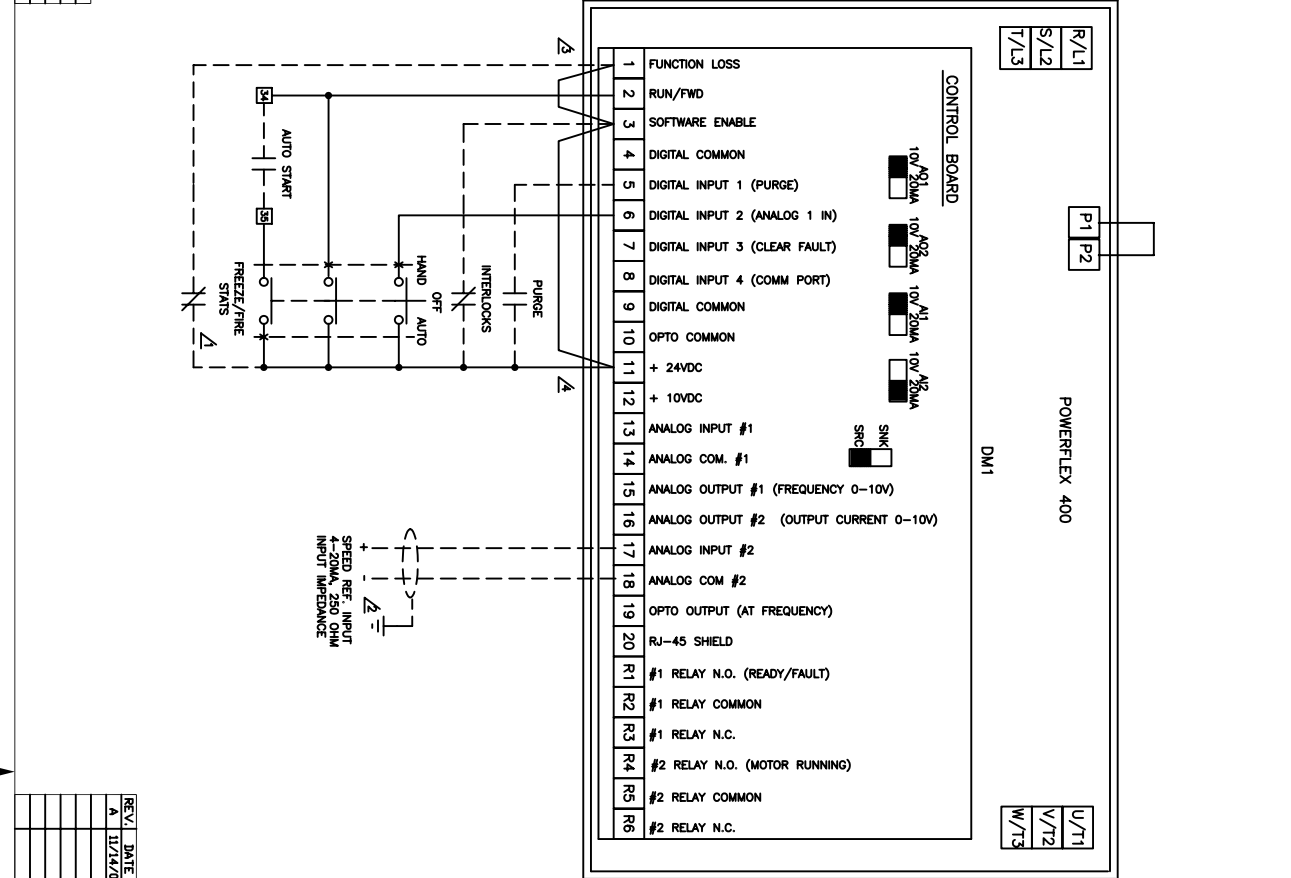 R/L1
S/L2
T/L3
P1
P2
U/T1
V/T2
W/T3
POWERFLEX 400
DM1
CONTROL BOARD
AO1
10V 20MA
AO2
10V 20MA
AI1
10V 20MA
AI2
10V 20MA
SNK
SRC
1 FUNCTION LOSS
2 RUN/FWD
3 SOFTWARE ENABLE
4 DIGITAL COMMON
5 DIGITAL INPUT 1 (PURGE)
6 DIGITAL INPUT 2 (ANALOG 1 IN)
7 DIGITAL INPUT 3 (CLEAR FAULT)
8 DIGITAL INPUT 4 (COMM PORT)
9 DIGITAL COMMON
10 OPTO COMMON
11 + 24VDC
12 + 10VDC
13 ANALOG INPUT #1
14 ANALOG COM. #1
15 ANALOG OUTPUT #1 (FREQUENCY 0-10V)
16 ANALOG OUTPUT #2 (OUTPUT CURRENT 0-10V)
17 ANALOG INPUT #2
18 ANALOG COM #2
19 OPTO OUTPUT (AT FREQUENCY)
20 RJ-45 SHIELD
R1 #1 RELAY N.O. (READY/FAULT)
R2 #1 RELAY COMMON
R3 #1 RELAY N.C.
R4 #2 RELAY N.O. (MOTOR RUNNING)
R5 #2 RELAY COMMON
R6 #2 RELAY N.C.
3
4
PURGE
INTERLOCKS
HAND
OFF
AUTO
34
AUTO START
35
FREEZE/FIRE
STATS
1
+
-
2
SPEED REF. INPUT
4-20MA, 250 OHM
INPUT IMPEDANCE
REV. DATE
A 11/14/0